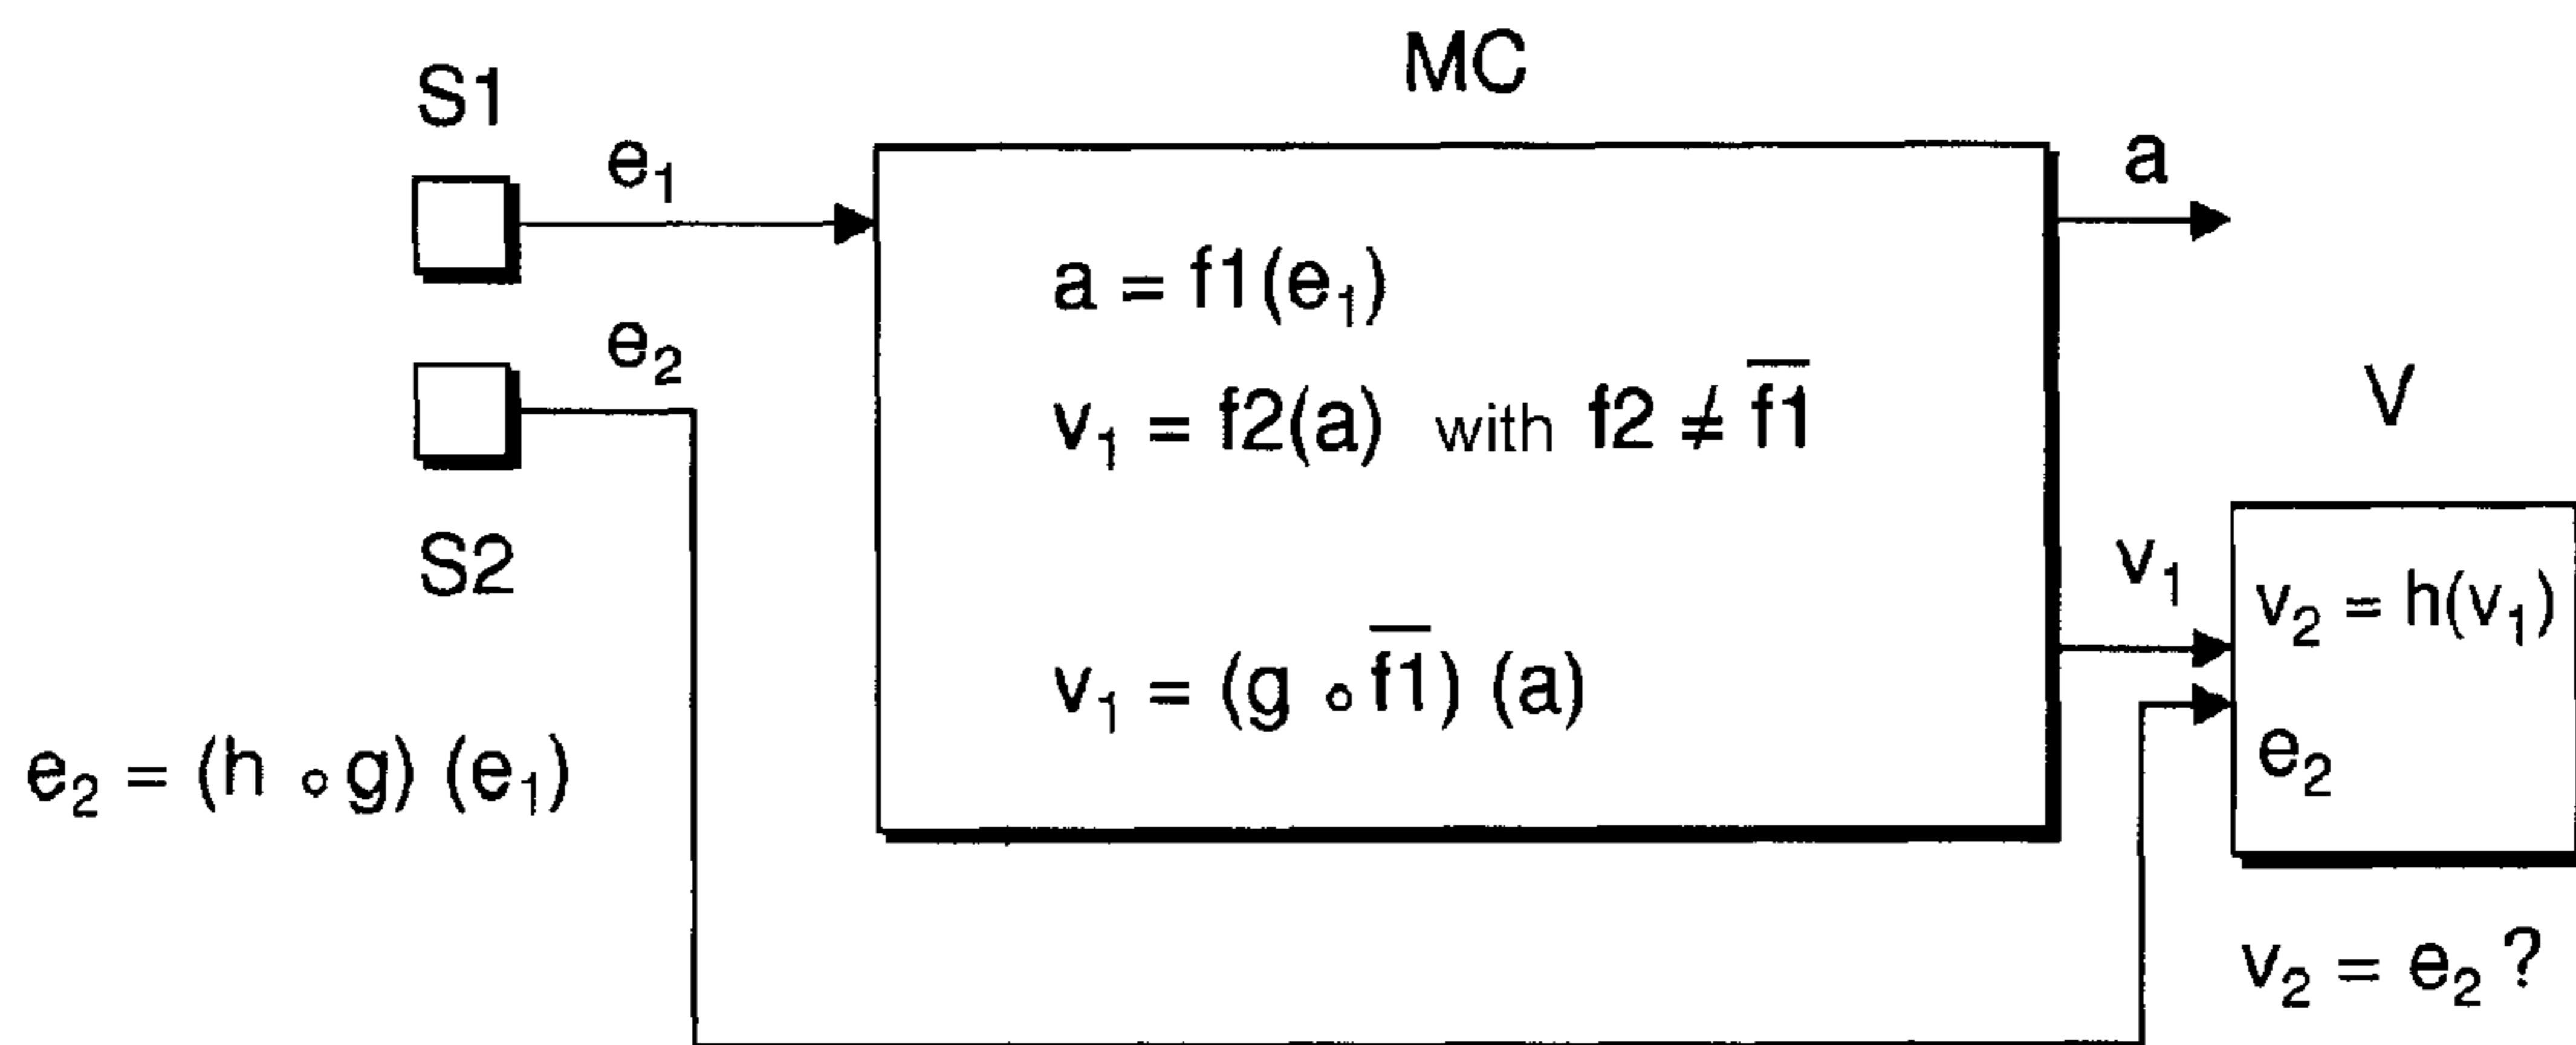 MC
S1
e₁
a
a = f1(e₁)
e₂
v₁ = f2(a) with f2 ≠ f̅1̅
V
S2
v₁
v₂ = h(v₁)
v₁ = (g ∘ f̅1̅) (a)
e₂ = (h ∘ g) (e₁)
e₂
v₂ = e₂ ?